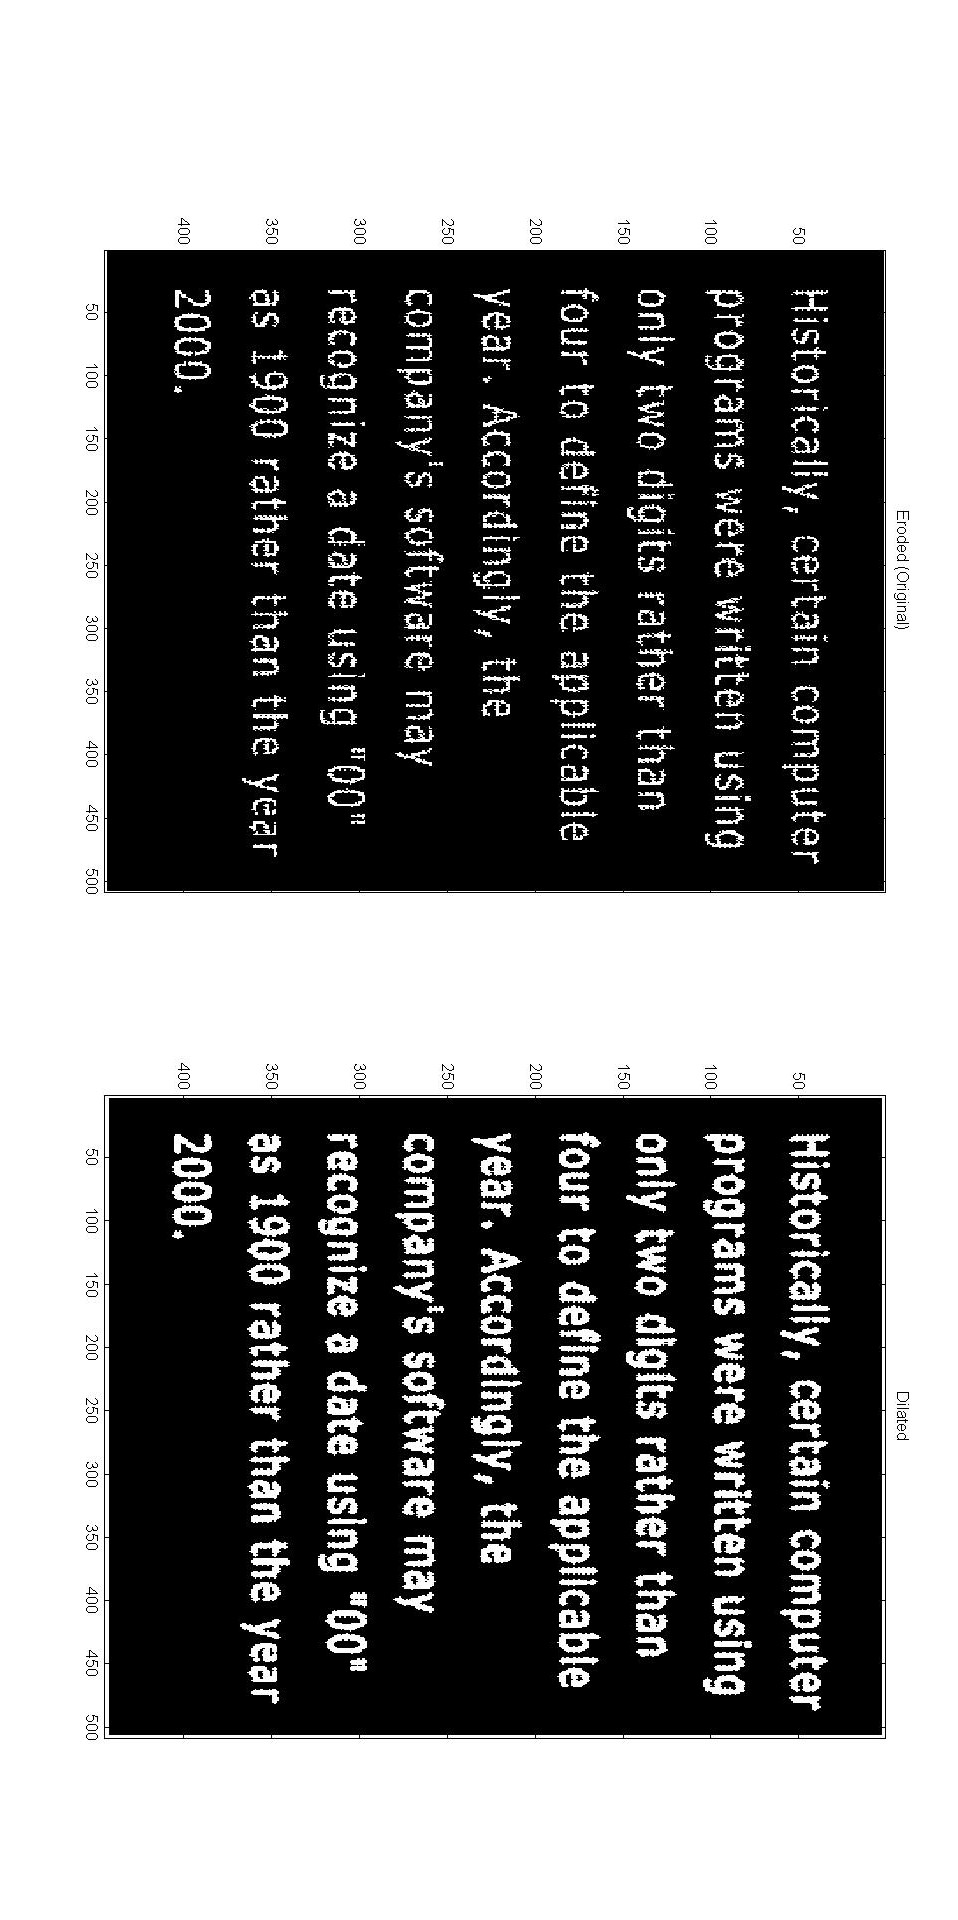 Eroded (Original)
50
100
150
200
250
300
350
400
Historically, certain computer
programs were written using
only two digits rather than
four to define the applicable
year. Accordingly, the
company's software may
recognize a date using "00"
as 1900 rather than the year
2000.
50
100
150
200
250
300
350
400
450
500
Dilated
50
100
150
200
250
300
350
400
Historically, certain computer
programs were written using
only two digits rather than
four to define the applicable
year. Accordingly, the
company's software may
recognize a date using "00"
as 1900 rather than the year
2000.
50
100
150
200
250
300
350
400
450
500